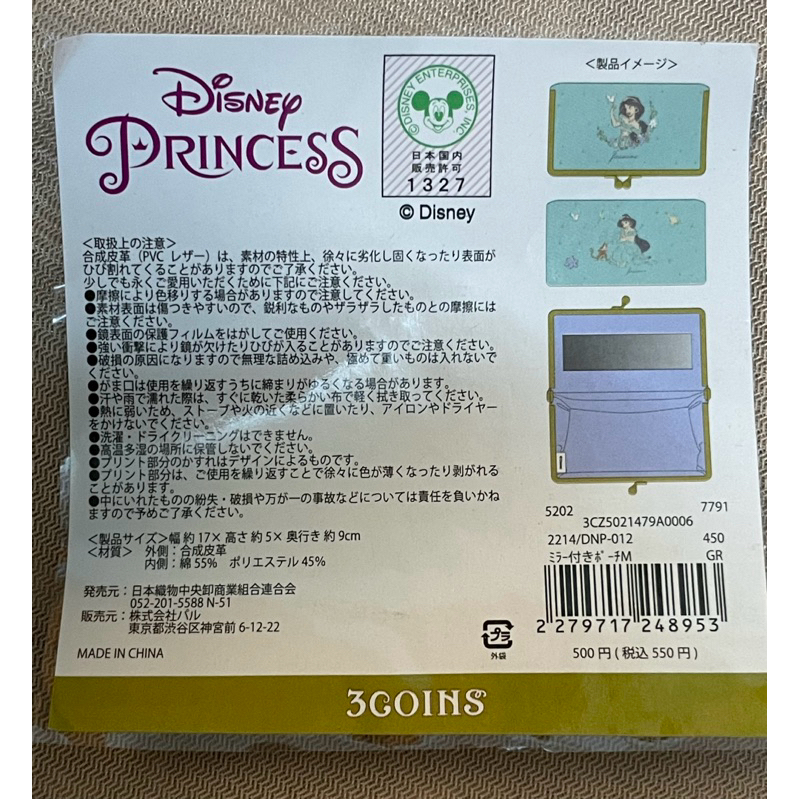 Disney
PRINCESS
©DISNEY ENTERPRISES, INC.
日本国内
販売許可
1327
© Disney
＜製品イメージ＞
＜取扱上の注意＞
合成皮革（PVC レザー）は、素材の特性上、徐々に劣化し固くなったり表面が
ひび割れてくることがありますのでご了承ください。
少しでも永くご愛用いただくために下記にご注意ください。
●摩擦により色移りする場合がありますので注意してください。
●素材表面は傷つきやすいので、鋭利なものやザラザラしたものとの摩擦には
ご注意ください。
●鏡表面の保護フィルムをはがしてご使用ください。
●強い衝撃により鏡が欠けたりひびが入ることがありますのでご注意ください。
●破損の原因になりますので無理な詰め込みや、極めて重いものは入れないで
ください。
●がま口は使用を繰り返すうちに締まりがゆるくなる場合があります。
●汗や雨で濡れた際は、すぐに乾いた柔らかい布で軽く拭き取ってください。
●熱に弱いため、ストーブや火の近くなどに置いたり、アイロンやドライヤー
をかけないでください。
●洗濯・ドライクリーニングはできません。
●高温多湿の場所に保管しないでください。
●プリント部分のかすれはデザインによるものです。
●プリント部分は、ご使用を繰り返すことで徐々に色が薄くなったり剥がれる
ことがあります。
●中にいれたものの紛失・破損や万が一の事故などについては責任を負いかね
ますので予めご了承ください。
＜製品サイズ＞幅 約 17× 高さ 約 5× 奥行き 約 9cm
＜材質＞ 外側：合成皮革
内側：綿 55% ポリエステル 45%
発売元：日本織物中央卸商業組合連合会
052-201-5588 N-51
販売元：株式会社パル
東京都渋谷区神宮前 6-12-22
MADE IN CHINA
5202 7791
3CZ5021479A0006
2214/DNP-012 450
ﾐﾗｰ付きﾎﾟｰﾁM GR
2 279717 248953
プラ
外袋
500 円 ( 税込 550 円 )
3COINS